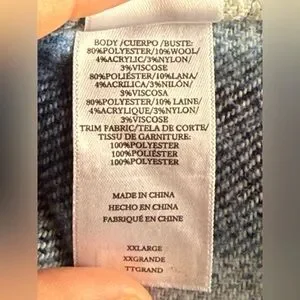 BODY /CUERPO /BUSTE:
80%POLYESTER/10%WOOL/
4%ACRYLIC/3%NYLON/
3%VISCOSE
80%POLIÉSTER/10%LANA/
4%ACRÍLICA/3%NILÓN/
3%VISCOSA
80%POLYESTER/10% LAINE/
4%ACRYLIQUE/3%NYLON/
3%VISCOSE
TRIM FABRIC/TELA DE CORTE/
TISSU DE GARNITURE:
100%POLYESTER
100%POLIÉSTER
100%POLYESTER
MADE IN CHINA
HECHO EN CHINA
FABRIQUÉ EN CHINE
XXLARGE
XXGRANDE
TTGRAND